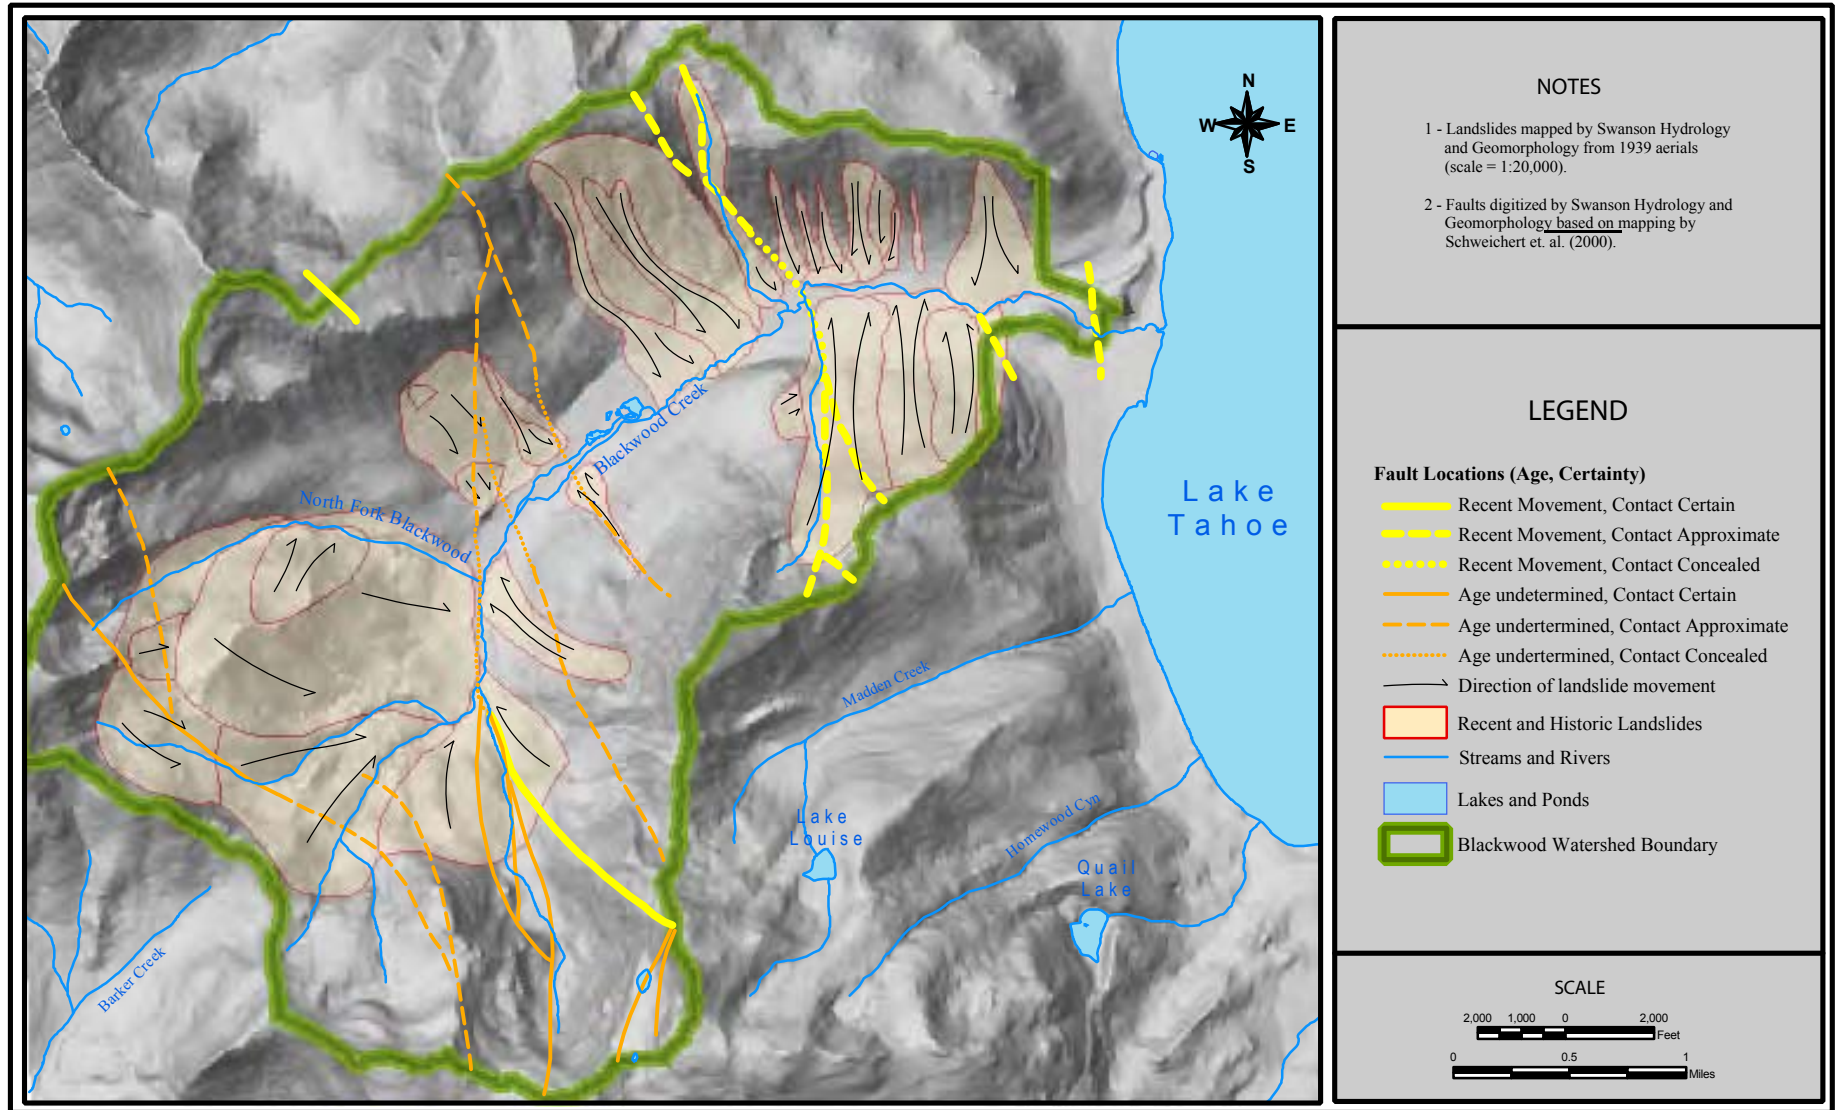 N
W E
S
Blackwood Creek
North Fork Blackwood
Lake
Tahoe
Madden Creek
Lake
Louise
Homewood Cyn
Quail
Lake
Barker Creek
NOTES
1 - Landslides mapped by Swanson Hydrology
and Geomorphology from 1939 aerials
(scale = 1:20,000).
2 - Faults digitized by Swanson Hydrology and
Geomorphology based on mapping by
Schweichert et. al. (2000).
LEGEND
Fault Locations (Age, Certainty)
Recent Movement, Contact Certain
Recent Movement, Contact Approximate
Recent Movement, Contact Concealed
Age undetermined, Contact Certain
Age undertermined, Contact Approximate
Age undertermined, Contact Concealed
Direction of landslide movement
Recent and Historic Landslides
Streams and Rivers
Lakes and Ponds
Blackwood Watershed Boundary
SCALE
2,000 1,000 0 2,000
Feet
0 0.5 1
Miles